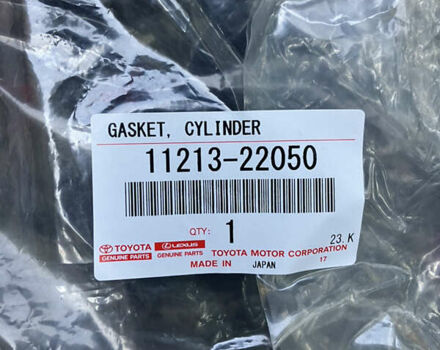 GASKET, CYLINDER
11213-22050
QTY: 1
23. K
TOYOTA LEXUS TOYOTA MOTOR CORPORATION
GENUINE PARTS GENUINE PARTS
MADE IN JAPAN 17